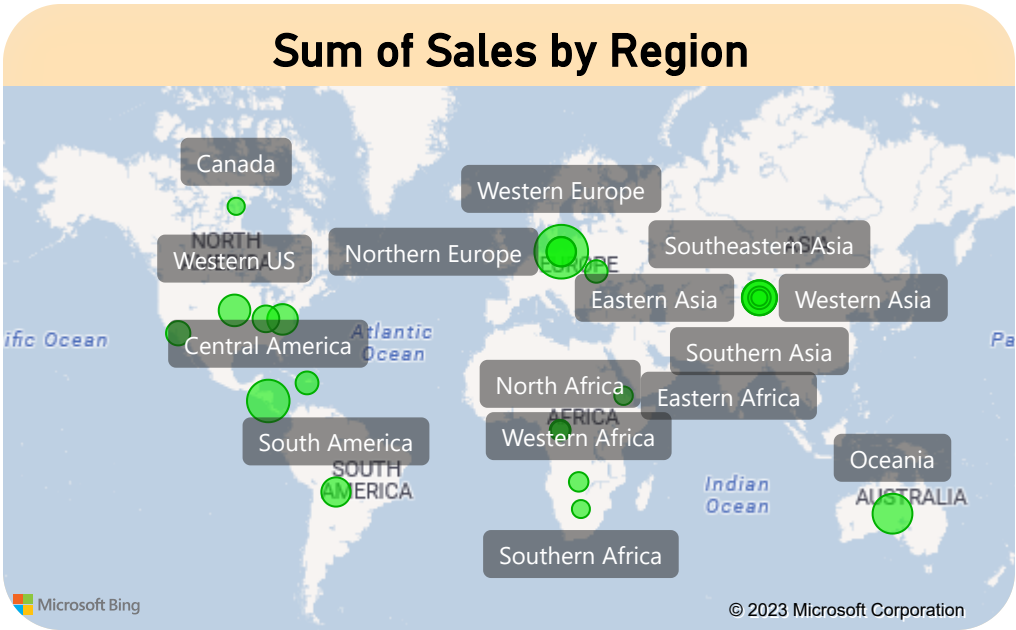 Sum of Sales by Region
Canada
Western Europe
NORTH
Western US
Northern Europe
EUROPE
Southeastern Asia
ASIA
Eastern Asia
Western Asia
ific Ocean
Central America
Atlantic
Ocean
Southern Asia
Pa
North Africa
Eastern Africa
AFRICA
Western Africa
South America
SOUTH
AMERICA
Oceania
Indian
Ocean
AUSTRALIA
Southern Africa
Microsoft Bing
© 2023 Microsoft Corporation